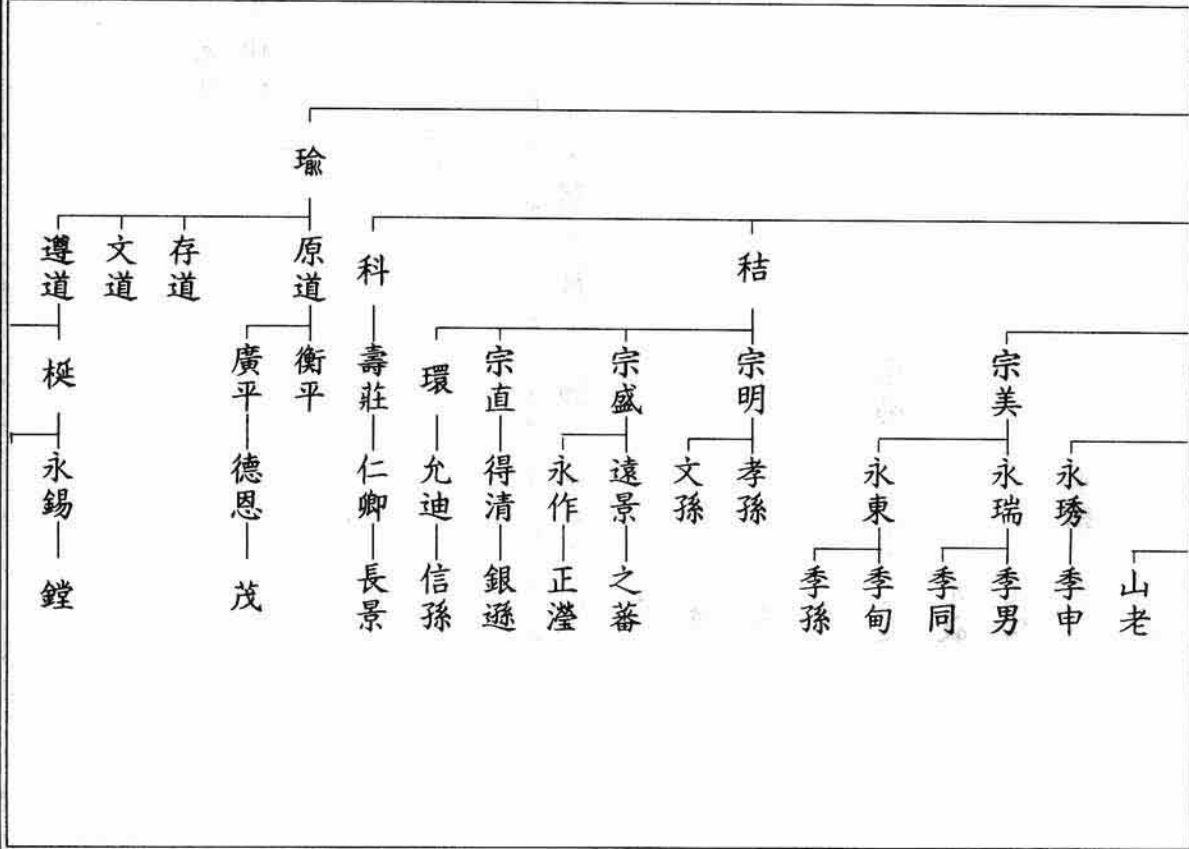 瑜
秸
科
原道
存道
文道
遵道
宗美
宗明
宗盛
宗直
環
壽莊
衡平
廣平
梴
永琇
永瑞
永東
孝孫
文孫
遠景
永作
得清
允迪
仁卿
德恩
永錫
山老
季申
季男
季同
季甸
季孫
之蕃
正瀅
銀遜
信孫
長景
茂
鏜